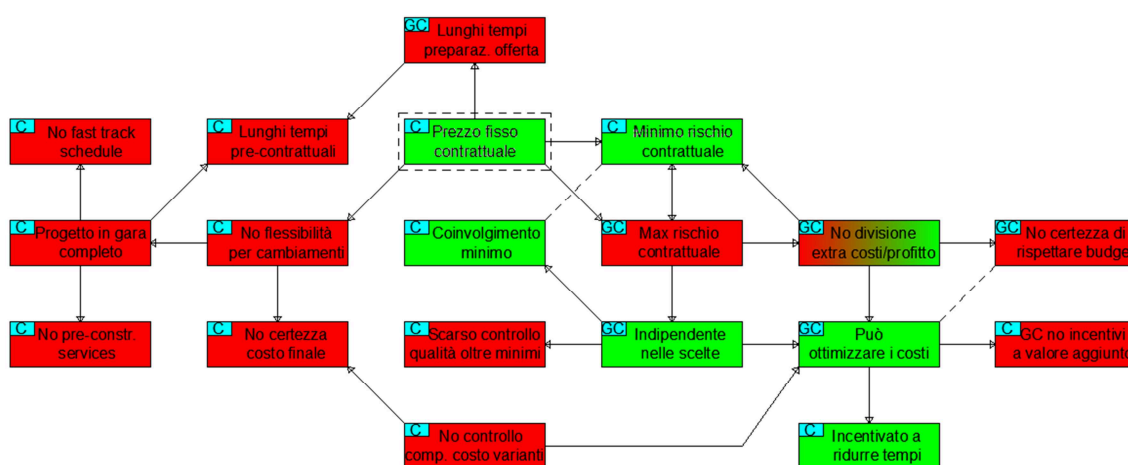 GC Lunghi tempi
preparaz. offerta
C No fast track
schedule
C Lunghi tempi
pre-contrattuali
C Prezzo fisso
contrattuale
C Minimo rischio
contrattuale
C Progetto in gara
completo
C No flessibilità
per cambiamenti
C Coinvolgimento
minimo
GC Max rischio
contrattuale
GC No divisione
extra costi/profitto
GC No certezza di
rispettare budge
C No pre-constr.
services
C No certezza
costo finale
C Scarso controllo
qualità oltre minimi
GC Indipendente
nelle scelte
GC Può
ottimizzare i costi
C GC no incentivi
a valore aggiunto
C No controllo
comp. costo varianti
C Incentivato a
ridurre tempi